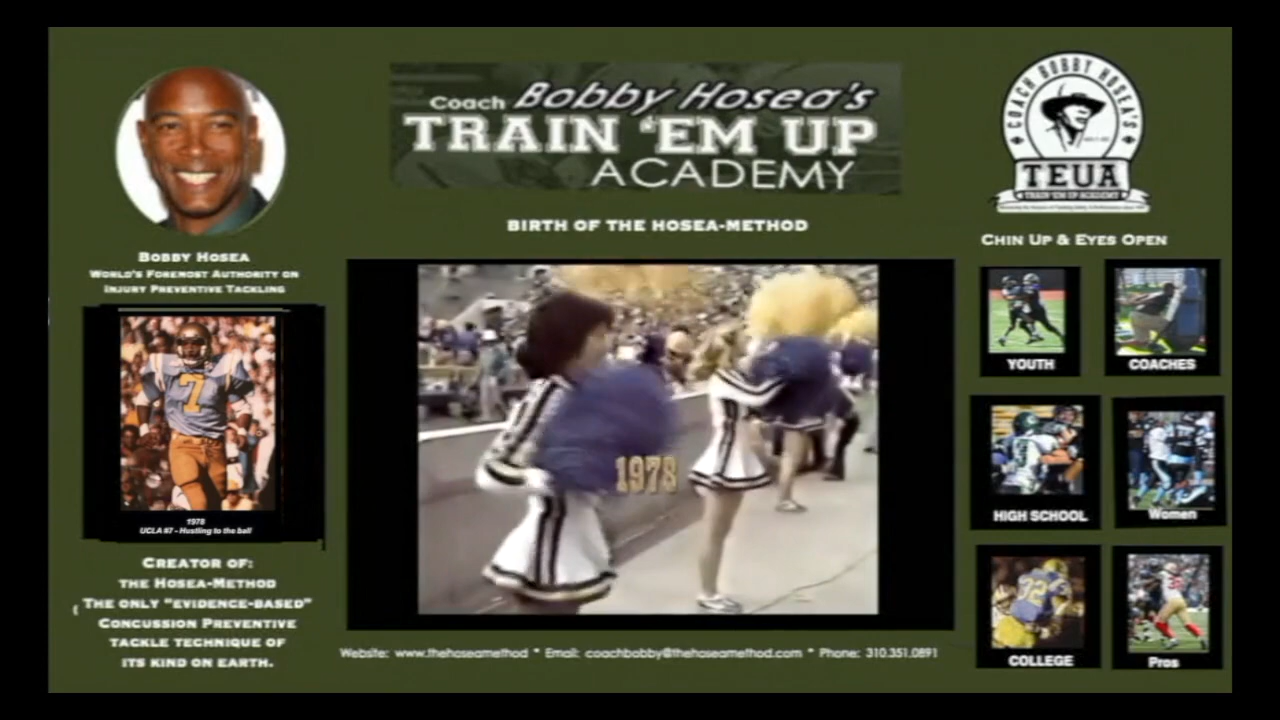 Coach Bobby Hosea's
TRAIN 'EM UP
ACADEMY
COACH BOBBY HOSEA'S
TEUA
TRAIN 'EM UP ACADEMY
BIRTH OF THE HOSEA-METHOD
CHIN UP & EYES OPEN
BOBBY HOSEA
WORLD'S FOREMOST AUTHORITY ON
INJURY PREVENTIVE TACKLING
7
1978
UCLA #7 - Hustling to the ball
CREATOR OF:
THE HOSEA-METHOD
THE ONLY "EVIDENCE-BASED"
CONCUSSION PREVENTIVE
TACKLE TECHNIQUE OF
ITS KIND ON EARTH.
1978
YOUTH
COACHES
HIGH SCHOOL
Women
COLLEGE
Pros
Website: www.thehoseamethod * Email: coachbobby@thehoseamethod.com * Phone: 310.351.0891